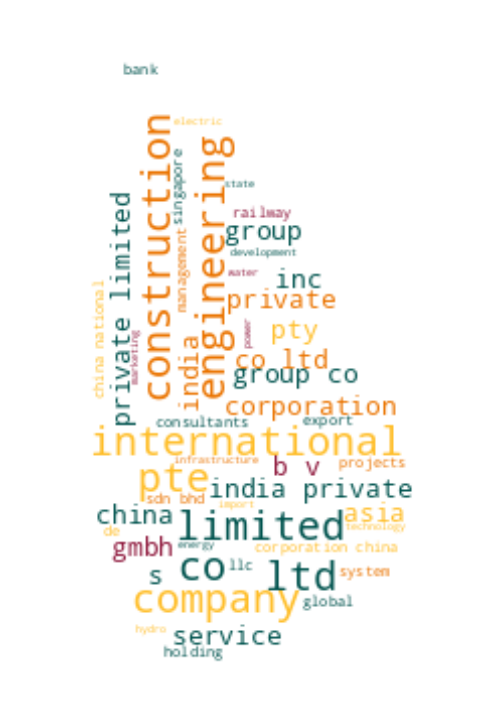 bank
electric
construction
engineering
singapore
state
private limited
railway
group
management
development
water
inc
china national
private
power
pty
marketing
india
co ltd
group co
corporation
consultants
export
international
infrastructure
b v
projects
pte
india private
sdn bhd
import
china
limited
asia
technology
de
gmbh
energy
corporation china
co
llc
s
ltd
system
company
global
hydro
service
holding